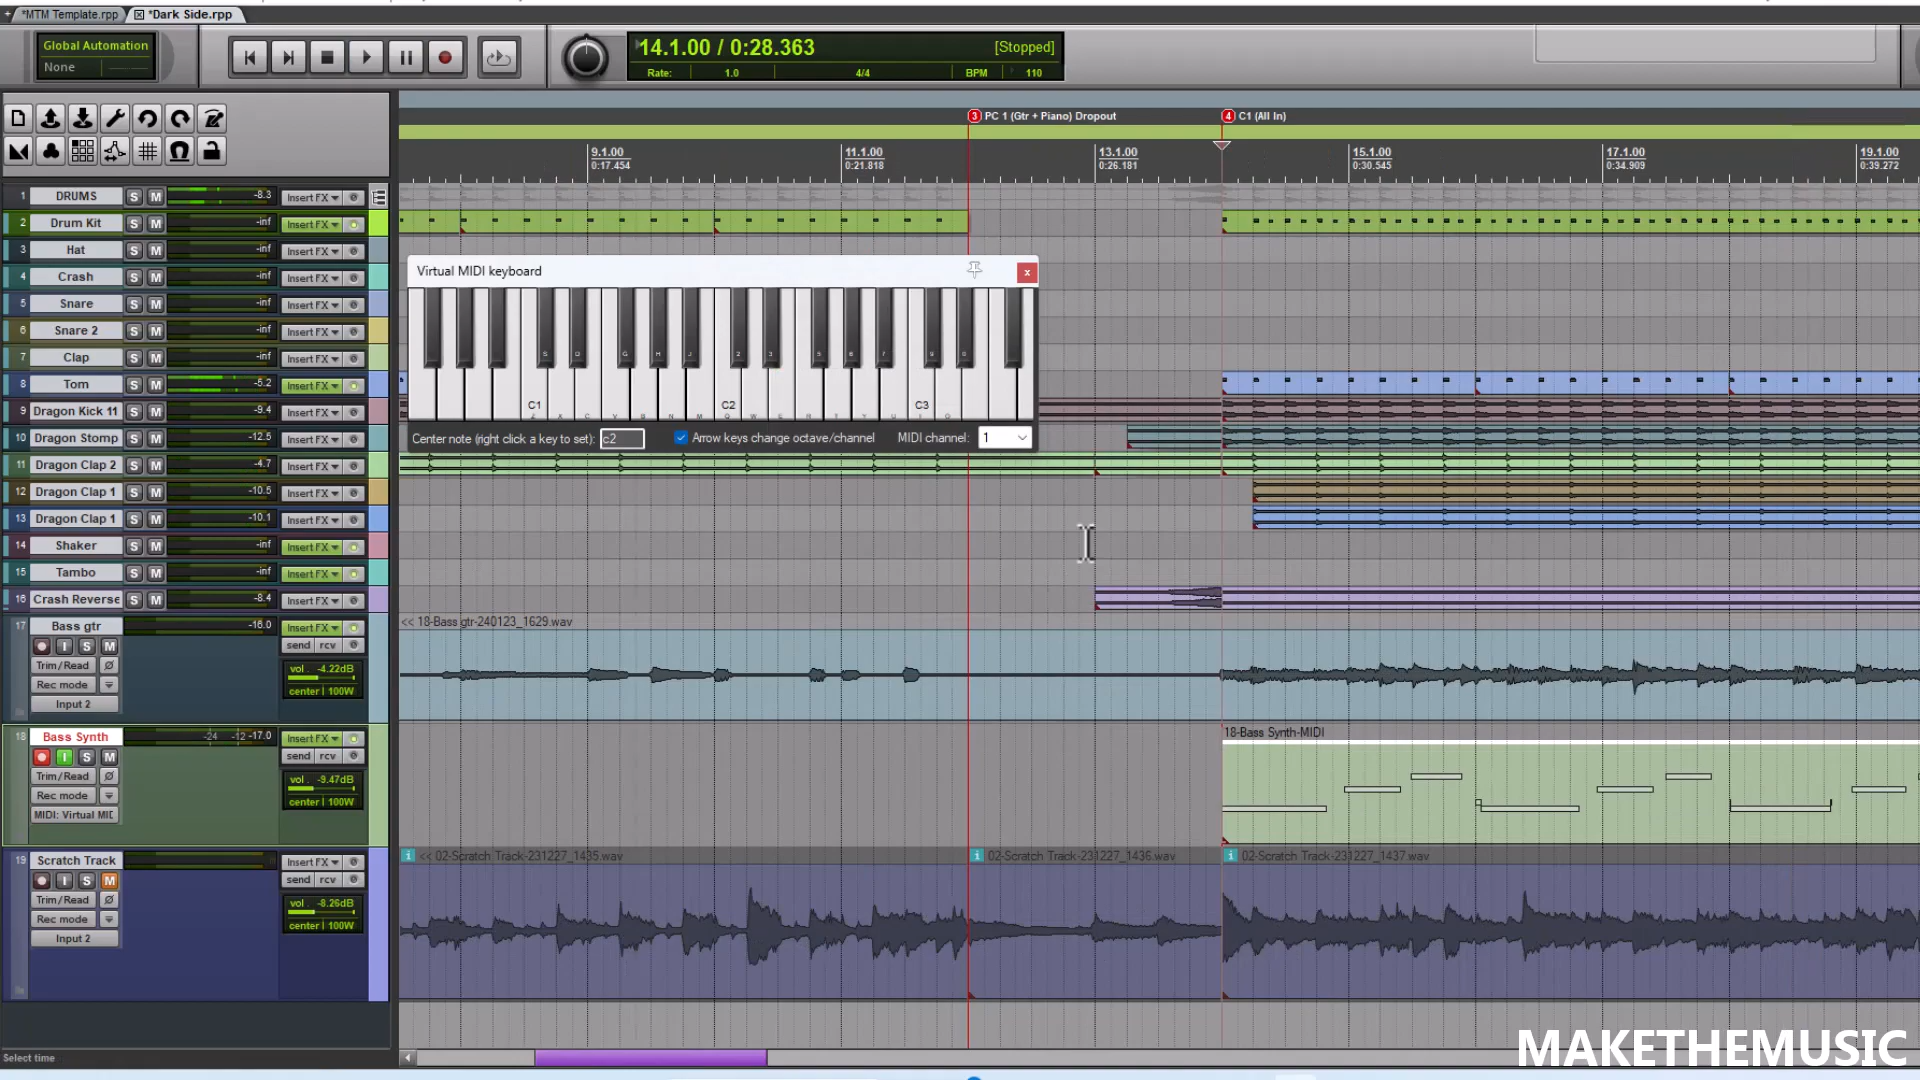 *MTM Template.rpp
*Dark Side.rpp
Global Automation
None
14.1.00 / 0:28.363
[Stopped]
Rate:
1.0
4/4
BPM
110
3 PC 1 (Gtr + Piano) Dropout
4 C1 (All In)
9.1.00
0:17.454
11.1.00
0:21.818
13.1.00
0:26.181
15.1.00
0:30.545
17.1.00
0:34.909
19.1.00
0:39.272
1 DRUMS S M -8.3 Insert FX
2 Drum Kit S M -inf Insert FX
3 Hat S M -inf Insert FX
4 Crash S M -inf Insert FX
5 Snare S M -inf Insert FX
6 Snare 2 S M -inf Insert FX
7 Clap S M -inf Insert FX
8 Tom S M -6.2 Insert FX
9 Dragon Kick 11 S M -9.4 Insert FX
10 Dragon Stomp S M -12.5 Insert FX
11 Dragon Clap 2 S M -4.7 Insert FX
12 Dragon Clap 1 S M -10.5 Insert FX
13 Dragon Clap 1 S M -10.1 Insert FX
14 Shaker S M -inf Insert FX
15 Tambo S M -inf Insert FX
16 Crash Reverse S M -8.4 Insert FX
Virtual MIDI keyboard
x
C1
C2
C3
Center note (right click a key to set): c2
Arrow keys change octave/channel
MIDI channel: 1
17 Bass gtr -16.0 Insert FX
I S M send rcv
Trim/Read
vol -4.22dB
Rec mode
center 100W
Input 2
<< 18-Bass gtr-240123_1629.wav
18 Bass Synth -24 -12 -17.0 Insert FX
I S M send rcv
Trim/Read
vol -9.47dB
Rec mode
center 100W
MIDI: Virtual MIC
18-Bass Synth-MIDI
19 Scratch Track Insert FX
I S M send rcv
Trim/Read
vol -8.26dB
Rec mode
center 100W
Input 2
i << 02-Scratch Track-231227_1435.wav
i 02-Scratch Track-231227_1436.wav
i 02-Scratch Track-231227_1437.wav
Select time
MAKETHEMUSIC